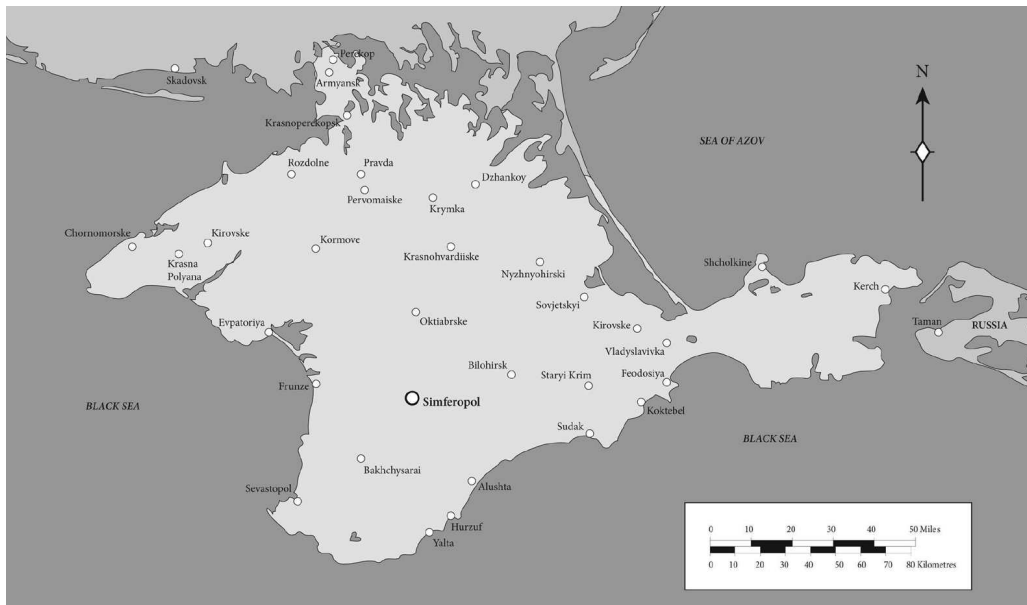 Perekop
Skadovsk
Armyansk
N
Krasnoperekopsk
SEA OF AZOV
Rozdolne
Pravda
Dzhankoy
Pervomaiske
Krymka
Chornomorske
Kirovske
Kormove
Krasnohvardiiske
Krasna
Polyana
Nyzhnyohirski
Shcholkine
Kerch
Sovjetskyi
Evpatoriya
Oktiabrske
Kirovske
Taman
RUSSIA
Vladyslavivka
Bilohirsk
Staryi Krim
Feodosiya
Frunze
Simferopol
BLACK SEA
Koktebel
Sudak
BLACK SEA
Bakhchysarai
Sevastopol
Alushta
Hurzuf
Yalta
0 10 20 30 40 50 Miles
0 10 20 30 40 50 60 70 80 Kilometres